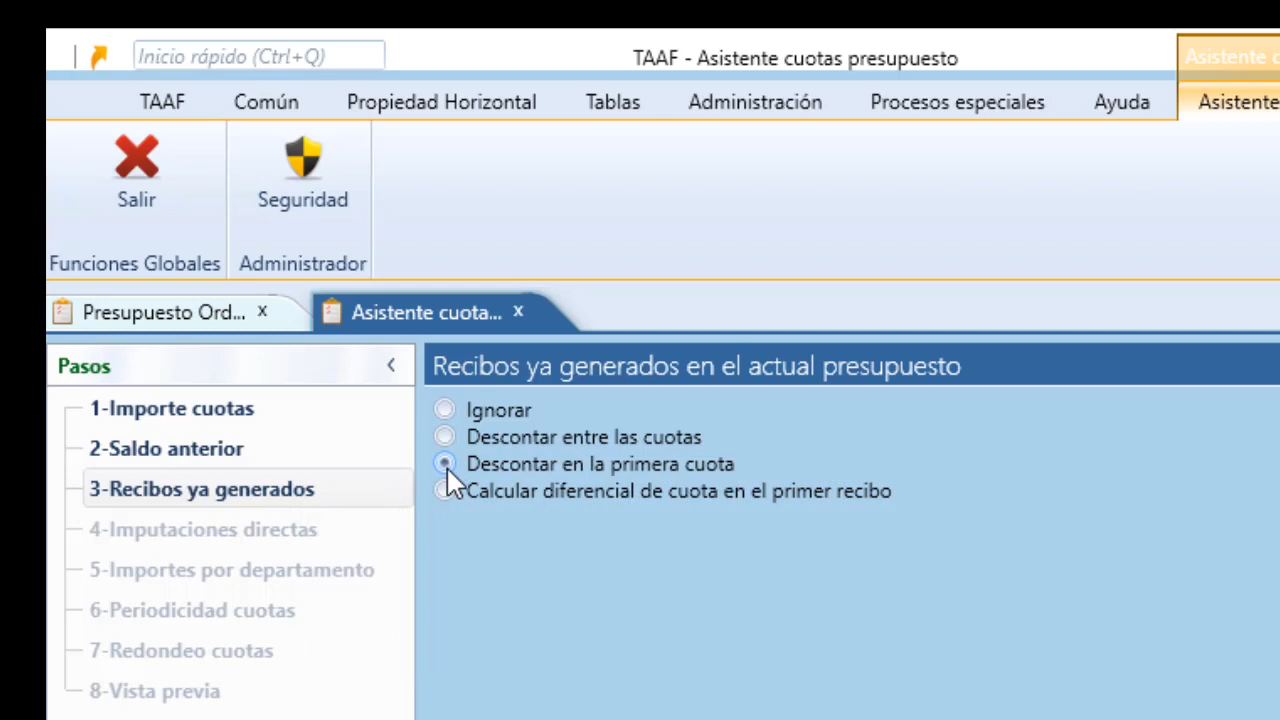 Inicio rápido (Ctrl+Q)
TAAF - Asistente cuotas presupuesto
Asistente c
TAAF Común Propiedad Horizontal Tablas Administración Procesos especiales Ayuda Asistente
Salir
Seguridad
Funciones Globales
Administrador
Presupuesto Ord... x
Asistente cuota... x
Pasos
1-Importe cuotas
2-Saldo anterior
3-Recibos ya generados
4-Imputaciones directas
5-Importes por departamento
6-Periodicidad cuotas
7-Redondeo cuotas
8-Vista previa
Recibos ya generados en el actual presupuesto
Ignorar
Descontar entre las cuotas
Descontar en la primera cuota
Calcular diferencial de cuota en el primer recibo